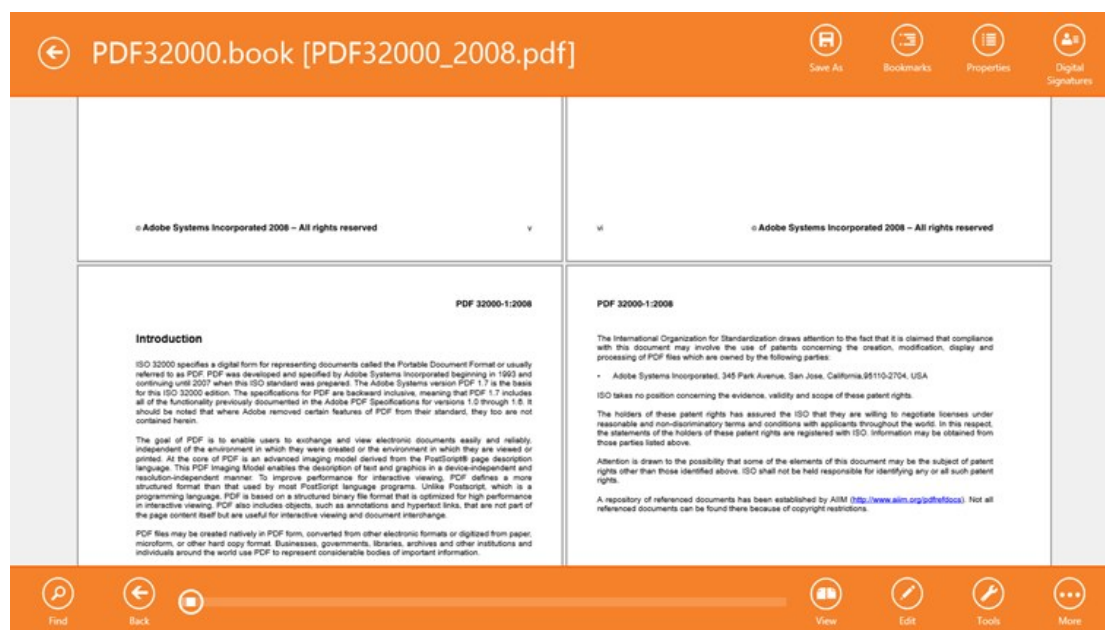 PDF32000.book [PDF32000_2008.pdf]
Save As
Bookmarks
Properties
Digital
Signatures
© Adobe Systems Incorporated 2008 – All rights reserved v
vi © Adobe Systems Incorporated 2008 – All rights reserved
PDF 32000-1:2008
Introduction
ISO 32000 specifies a digital form for representing documents called the Portable Document Format or usually
referred to as PDF. PDF was developed and specified by Adobe Systems Incorporated beginning in 1993 and
continuing until 2007 when this ISO standard was prepared. The Adobe Systems version PDF 1.7 is the basis
for this ISO 32000 edition. The specifications for PDF are backward inclusive, meaning that PDF 1.7 includes
all of the functionality previously documented in the Adobe PDF Specifications for versions 1.0 through 1.6. It
should be noted that where Adobe removed certain features of PDF from their standard, they too are not
contained herein.
The goal of PDF is to enable users to exchange and view electronic documents easily and reliably,
independent of the environment in which they were created or the environment in which they are viewed or
printed. At the core of PDF is an advanced imaging model derived from the PostScript® page description
language. This PDF Imaging Model enables the description of text and graphics in a device-independent and
resolution-independent manner. To improve performance for interactive viewing, PDF defines a more
structured format than that used by most PostScript language programs. Unlike Postscript, which is a
programming language, PDF is based on a structured binary file format that is optimized for high performance
in interactive viewing. PDF also includes objects, such as annotations and hypertext links, that are not part of
the page content itself but are useful for interactive viewing and document interchange.
PDF files may be created natively in PDF form, converted from other electronic formats or digitized from paper,
microform, or other hard copy format. Businesses, governments, libraries, archives and other institutions and
individuals around the world use PDF to represent considerable bodies of important information.
PDF 32000-1:2008
The International Organization for Standardization draws attention to the fact that it is claimed that compliance
with this document may involve the use of patents concerning the creation, modification, display and
processing of PDF files which are owned by the following parties:
• Adobe Systems Incorporated, 345 Park Avenue, San Jose, California,95110-2704, USA
ISO takes no position concerning the evidence, validity and scope of these patent rights.
The holders of these patent rights has assured the ISO that they are willing to negotiate licenses under
reasonable and non-discriminatory terms and conditions with applicants throughout the world. In this respect,
the statements of the holders of these patent rights are registered with ISO. Information may be obtained from
those parties listed above.
Attention is drawn to the possibility that some of the elements of this document may be the subject of patent
rights other than those identified above. ISO shall not be held responsible for identifying any or all such patent
rights.
A repository of referenced documents has been established by AIIM (http://www.aiim.org/pdfrefdocs). Not all
referenced documents can be found there because of copyright restrictions.
Find
Back
View
Edit
Tools
More